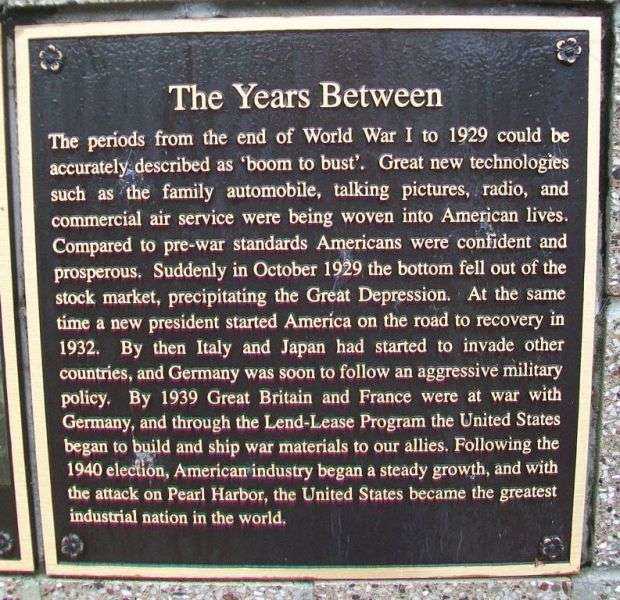 The Years Between
The periods from the end of World War I to 1929 could be
accurately described as 'boom to bust'. Great new technologies
such as the family automobile, talking pictures, radio, and
commercial air service were being woven into American lives.
Compared to pre-war standards Americans were confident and
prosperous. Suddenly in October 1929 the bottom fell out of the
stock market, precipitating the Great Depression. At the same
time a new president started America on the road to recovery in
1932. By then Italy and Japan had started to invade other
countries, and Germany was soon to follow an aggressive military
policy. By 1939 Great Britain and France were at war with
Germany, and through the Lend-Lease Program the United States
began to build and ship war materials to our allies. Following the
1940 election, American industry began a steady growth, and with
the attack on Pearl Harbor, the United States became the greatest
industrial nation in the world.